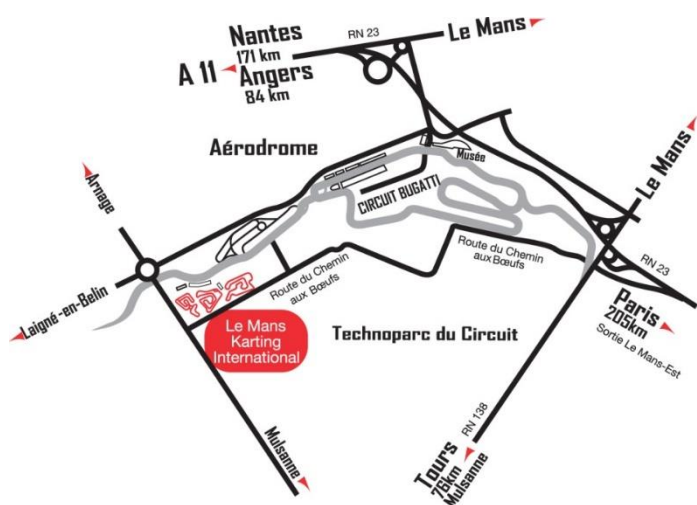 Nantes
171 km
RN 23
Le Mans
A 11
Angers
84 km
Aérodrome
Musée
CIRCUIT BUGATTI
Le Mans
Arnage
Route du Chemin
aux Bœufs
RN 23
Laigné-en-Belin
Route du Chemin
aux Bœufs
Paris
205km
Sortie Le Mans-Est
Le Mans
Karting
International
Technoparc du Circuit
RN 138
Mulsanne
Tours
76km
Mulsanne